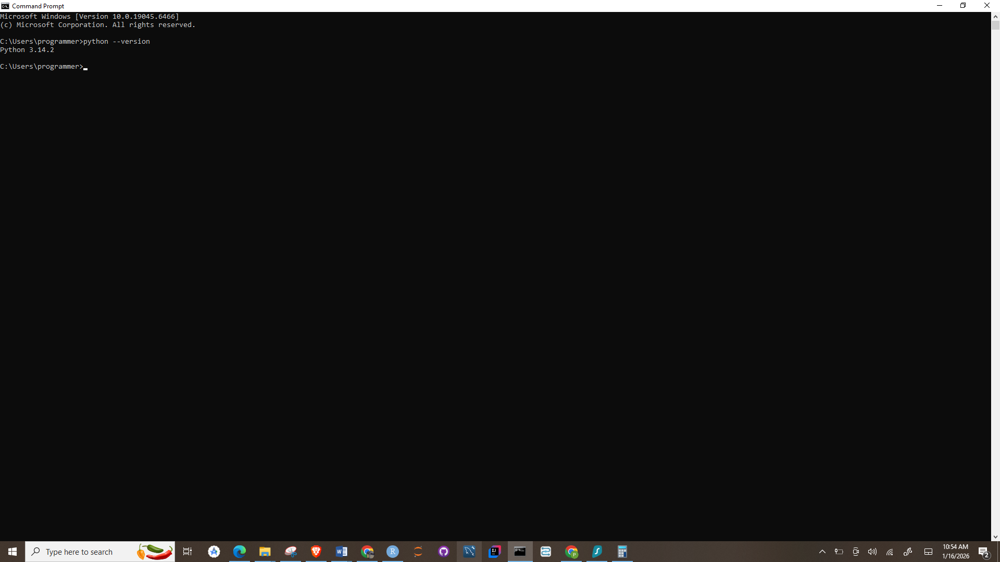 Command Prompt
Microsoft Windows [Version 10.0.19045.6466]
(c) Microsoft Corporation. All rights reserved.
C:\Users\programmer>python --version
Python 3.14.2
C:\Users\programmer>
Type here to search
10:54 AM
1/16/2026
2